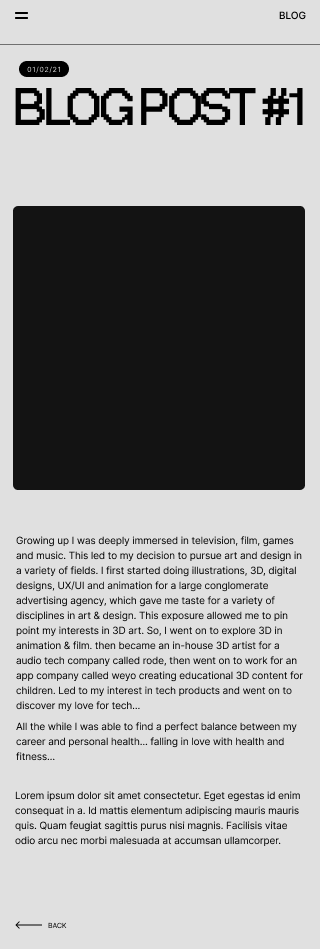 BLOG
01/02/21
BLOG POST #1
Growing up I was deeply immersed in television, film, games
and music. This led to my decision to pursue art and design in
a variety of fields. I first started doing illustrations, 3D, digital
designs, UX/UI and animation for a large conglomerate
advertising agency, which gave me taste for a variety of
disciplines in art & design. This exposure allowed me to pin
point my interests in 3D art. So, I went on to explore 3D in
animation & film. then became an in-house 3D artist for a
audio tech company called rode, then went on to work for an
app company called weyo creating educational 3D content for
children. Led to my interest in tech products and went on to
discover my love for tech...
All the while I was able to find a perfect balance between my
career and personal health... falling in love with health and
fitness...
Lorem ipsum dolor sit amet consectetur. Eget egestas id enim
consequat in a. Id mattis elementum adipiscing mauris mauris
quis. Quam feugiat sagittis purus nisi magnis. Facilisis vitae
odio arcu nec morbi malesuada at accumsan ullamcorper.
BACK